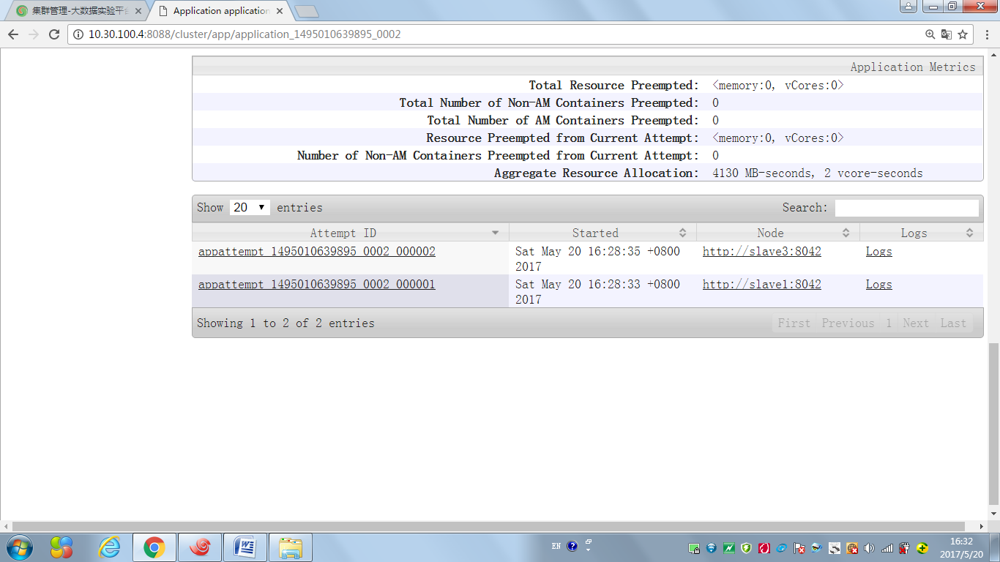 集群管理-大数据实验平台
Application application
10.30.100.4:8088/cluster/app/application_1495010639895_0002
Application Metrics
Total Resource Preempted: <memory:0, vCores:0>
Total Number of Non-AM Containers Preempted: 0
Total Number of AM Containers Preempted: 0
Resource Preempted from Current Attempt: <memory:0, vCores:0>
Number of Non-AM Containers Preempted from Current Attempt: 0
Aggregate Resource Allocation: 4130 MB-seconds, 2 vcore-seconds
Show 20 entries Search:
Attempt ID Started Node Logs
appattempt_1495010639895_0002_000002 Sat May 20 16:28:35 +0800 2017 http://slave3:8042 Logs
appattempt_1495010639895_0002_000001 Sat May 20 16:28:33 +0800 2017 http://slave1:8042 Logs
Showing 1 to 2 of 2 entries First Previous 1 Next Last
EN
16:32
2017/5/20